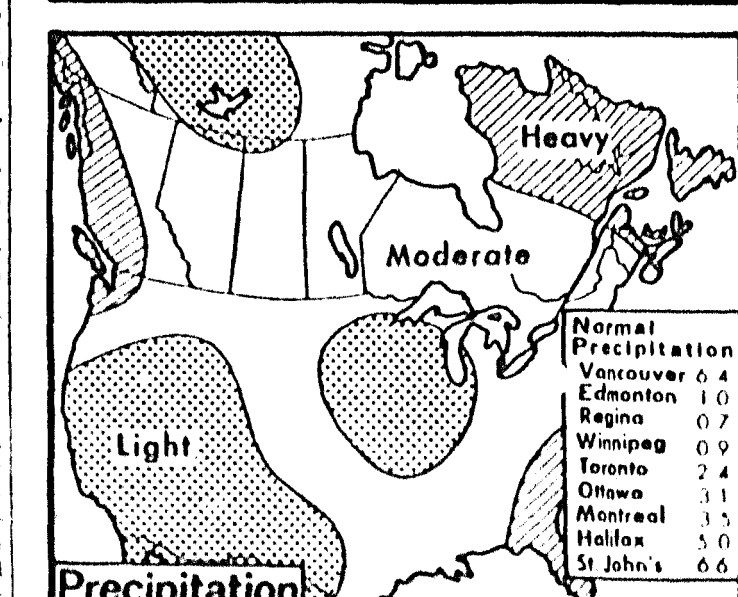 Heavy
Moderate
Light
Normal
Precipitation
Vancouver 6.4
Edmonton 1.0
Regina 0.7
Winnipeg 0.9
Toronto 2.4
Ottawa 3.1
Montreal 3.5
Halifax 5.0
St. John's 6.6
Precipitation